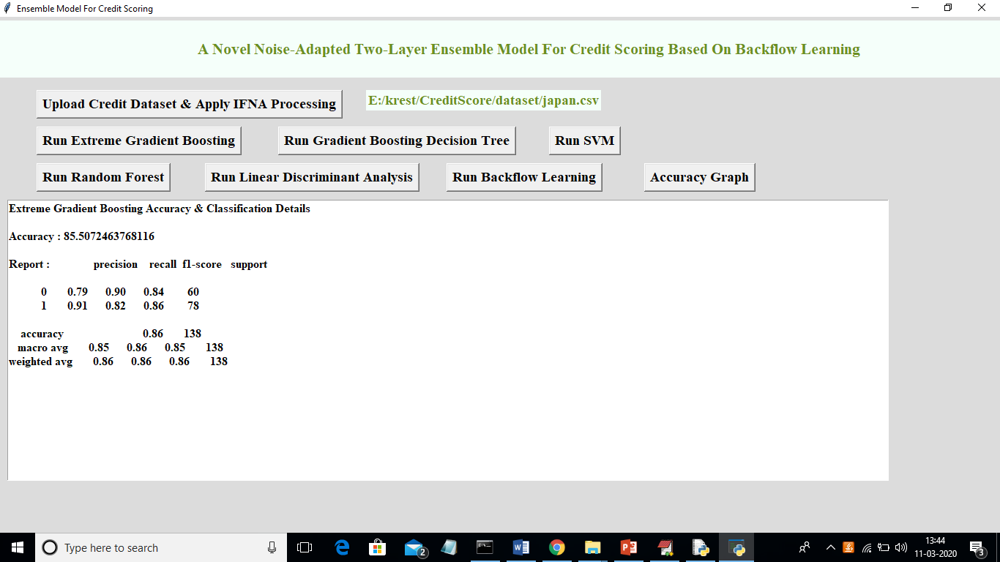 Ensemble Model For Credit Scoring
A Novel Noise-Adapted Two-Layer Ensemble Model For Credit Scoring Based On Backflow Learning
Upload Credit Dataset & Apply IFNA Processing E:/krest/CreditScore/dataset/japan.csv
Run Extreme Gradient Boosting Run Gradient Boosting Decision Tree Run SVM
Run Random Forest Run Linear Discriminant Analysis Run Backflow Learning Accuracy Graph
Extreme Gradient Boosting Accuracy & Classification Details
Accuracy : 85.5072463768116
Report : precision recall f1-score support
0 0.79 0.90 0.84 60
1 0.91 0.82 0.86 78
accuracy 0.86 138
macro avg 0.85 0.86 0.85 138
weighted avg 0.86 0.86 0.86 138
Type here to search 2 13:44
11-03-2020 3